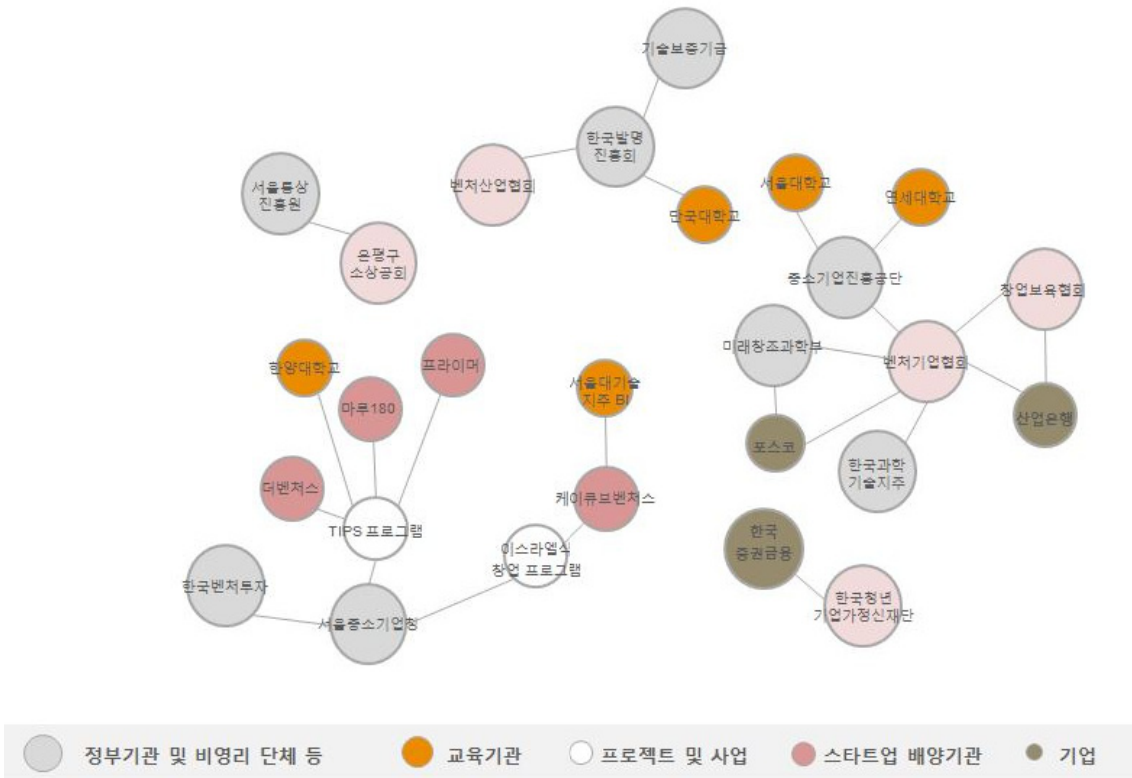 기술보증기금
한국발명
진흥회
벤처산업협회
단국대학교
서울통상
진흥원
은평구
소상공회
서울대학교
연세대학교
중소기업진흥공단
창업보육협회
미래창조과학부
벤처기업협회
산업은행
포스코
한국과학
기술지주
한양대학교
프라이머
마루180
더벤처스
TIPS 프로그램
서울대기술
지주 BI
케이큐브벤처스
이스라엘식
창업 프로그램
한국벤처투자
서울중소기업청
한국
증권금융
한국청년
기업가정신재단
정부기관 및 비영리 단체 등
교육기관
프로젝트 및 사업
스타트업 배양기관
기업